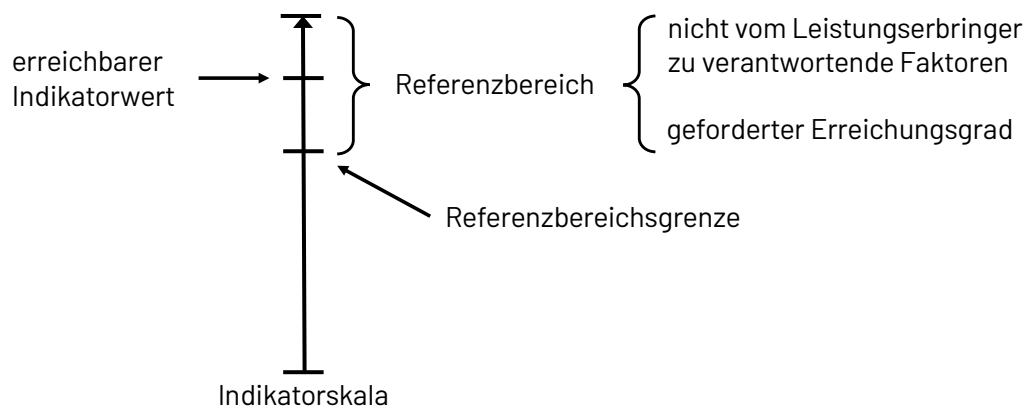 nicht vom Leistungserbringer
zu verantwortende Faktoren
erreichbarer
Indikatorwert
Referenzbereich
geforderter Erreichungsgrad
Referenzbereichsgrenze
Indikatorskala